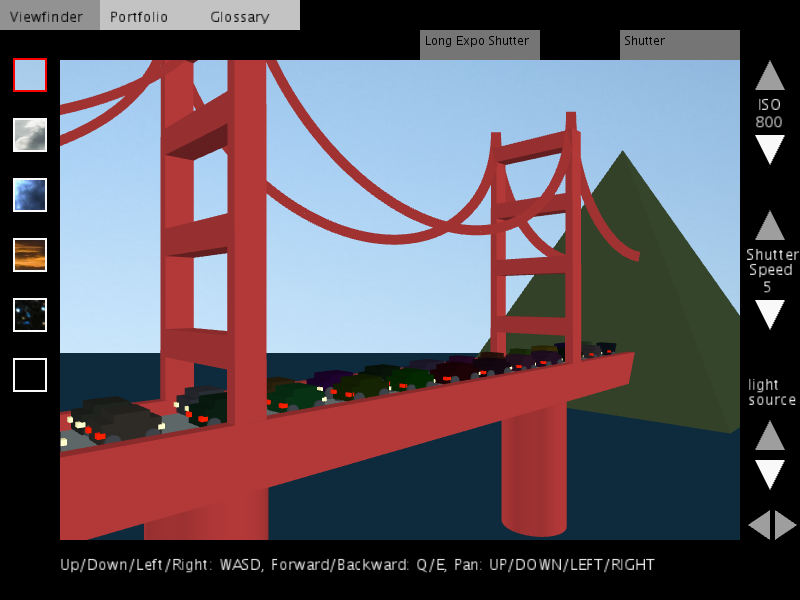 Viewfinder Portfolio Glossary
Long Expo Shutter Shutter
ISO
800
Shutter
Speed
5
light
source
Up/Down/Left/Right: WASD, Forward/Backward: Q/E, Pan: UP/DOWN/LEFT/RIGHT